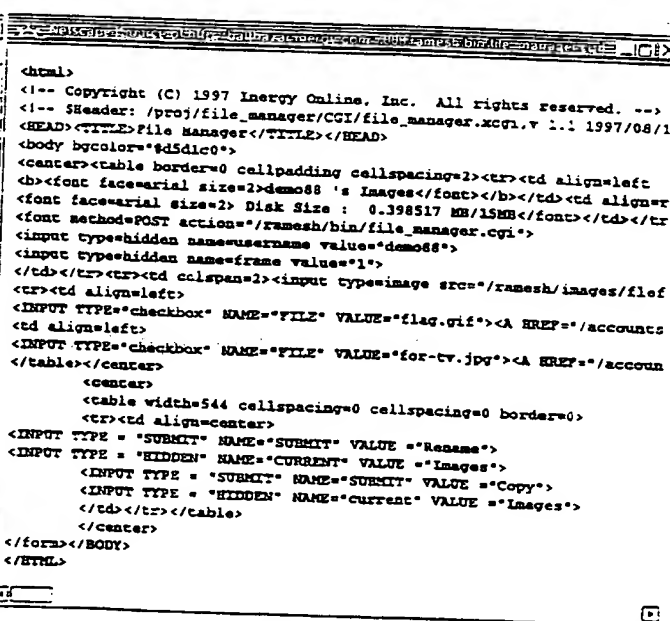 <html>
<!-- Copyright (C) 1997 Inergy Online, Inc. All rights reserved. -->
<!-- $Header: /proj/file_manager/CGI/file_manager.xcgi,v 1.1 1997/08/1
<HEAD><TITLE>File Manager</TITLE></HEAD>
<body bgcolor="#d5d1c0">
<center><table border=0 cellpadding cellspacing=2><tr><td align=left
<b><font face=arial size=2>demo88 's Images</font></b></td><td align=r
<font face=arial size=2> Disk Size : 0.398517 MB/15MB</font></td></tr
<font method=POST action="/ramesh/bin/file_manager.cgi">
<input type=hidden name=username value="demo88">
<input type=hidden name=frame value="1">
</td></tr><tr><td colspan=2><input type=image src="/ramesh/images/flef
<tr><td align=left>
<INPUT TYPE="checkbox" NAME="FILE" VALUE="flag.gif"><A HREF="/accounts
<td align=left>
<INPUT TYPE="checkbox" NAME="FILE" VALUE="for-tv.jpg"><A HREF="/accoun
</table></center>
<center>
<table width=544 cellspacing=0 cellspacing=0 border=0>
<tr><td align=center>
<INPUT TYPE = "SUBMIT" NAME="SUBMIT" VALUE ="Rename">
<INPUT TYPE = "HIDDEN" NAME="CURRENT" VALUE ="Images">
<INPUT TYPE = "SUBMIT" NAME="SUBMIT" VALUE ="Copy">
<INPUT TYPE = "HIDDEN" NAME="current" VALUE ="Images">
</td></tr></table>
</center>
</form></BODY>
</HTML>